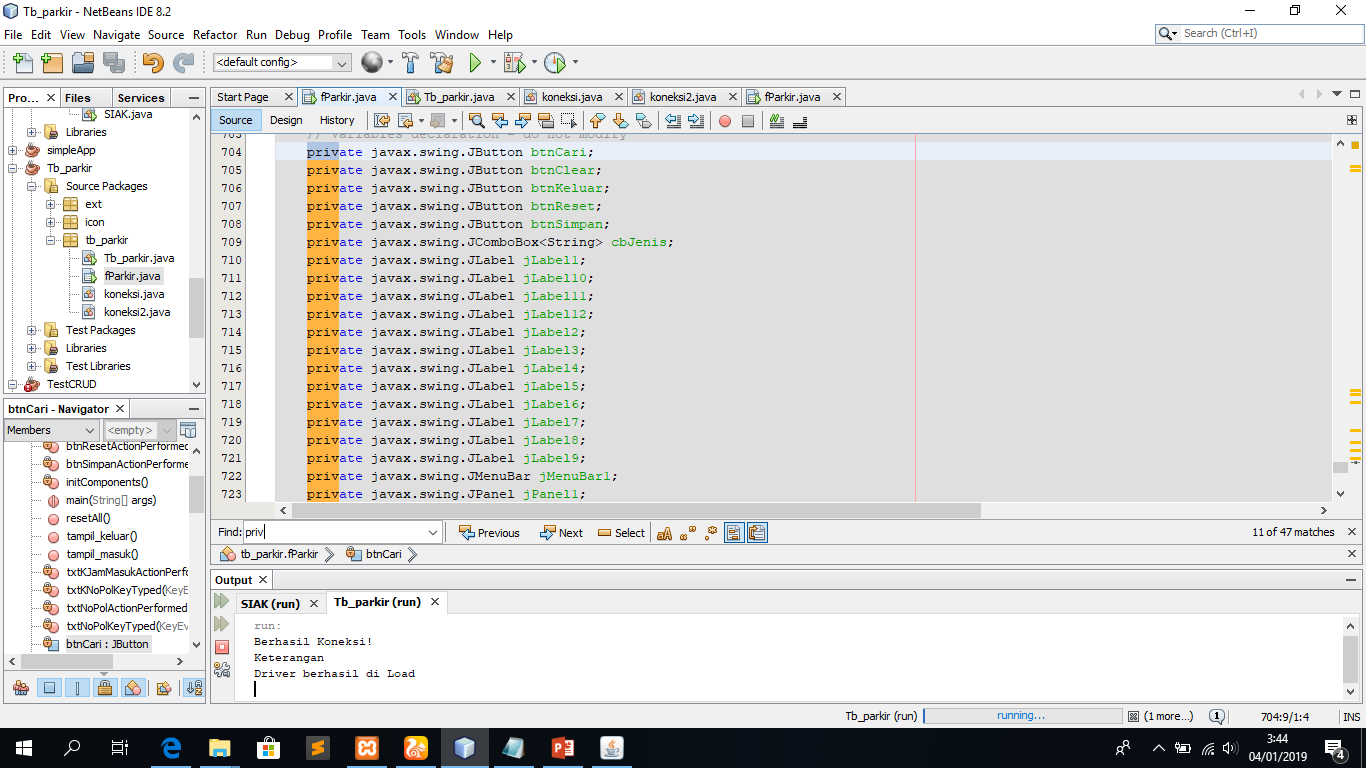 Tb_parkir - NetBeans IDE 8.2
File Edit View Navigate Source Refactor Run Debug Profile Team Tools Window Help
Search (Ctrl+I)
<default config>
Pro... Files Services
SIAK.java
Libraries
simpleApp
Tb_parkir
Source Packages
ext
icon
tb_parkir
Tb_parkir.java
fParkir.java
koneksi.java
koneksi2.java
Test Packages
Libraries
Test Libraries
TestCRUD
btnCari - Navigator
Members <empty>
btnResetActionPerformed
btnSimpanActionPerforme
initComponents()
main(String[] args)
resetAll()
tampil_keluar()
tampil_masuk()
txtKJamMasukActionPerfo
txtKNoPolKeyTyped(KeyE
txtNoPolActionPerformed
txtNoPolKeyTyped(KeyEv
btnCari : JButton
Start Page fParkir.java Tb_parkir.java koneksi.java koneksi2.java fParkir.java
Source Design History
703 // Variables declaration - do not modify
704 private javax.swing.JButton btnCari;
705 private javax.swing.JButton btnClear;
706 private javax.swing.JButton btnKeluar;
707 private javax.swing.JButton btnReset;
708 private javax.swing.JButton btnSimpan;
709 private javax.swing.JComboBox<String> cbJenis;
710 private javax.swing.JLabel jLabel1;
711 private javax.swing.JLabel jLabel10;
712 private javax.swing.JLabel jLabel11;
713 private javax.swing.JLabel jLabel12;
714 private javax.swing.JLabel jLabel2;
715 private javax.swing.JLabel jLabel3;
716 private javax.swing.JLabel jLabel4;
717 private javax.swing.JLabel jLabel5;
718 private javax.swing.JLabel jLabel6;
719 private javax.swing.JLabel jLabel7;
720 private javax.swing.JLabel jLabel8;
721 private javax.swing.JLabel jLabel9;
722 private javax.swing.JMenuBar jMenuBar1;
723 private javax.swing.JPanel jPanel1;
Find: priv Previous Next Select 11 of 47 matches
tb_parkir.fParkir btnCari
Output
SIAK (run) Tb_parkir (run)
run:
Berhasil Koneksi!
Keterangan
Driver berhasil di Load
Tb_parkir (run) running... (1 more...) 1 704:9/1:4 INS
3:44
04/01/2019
4